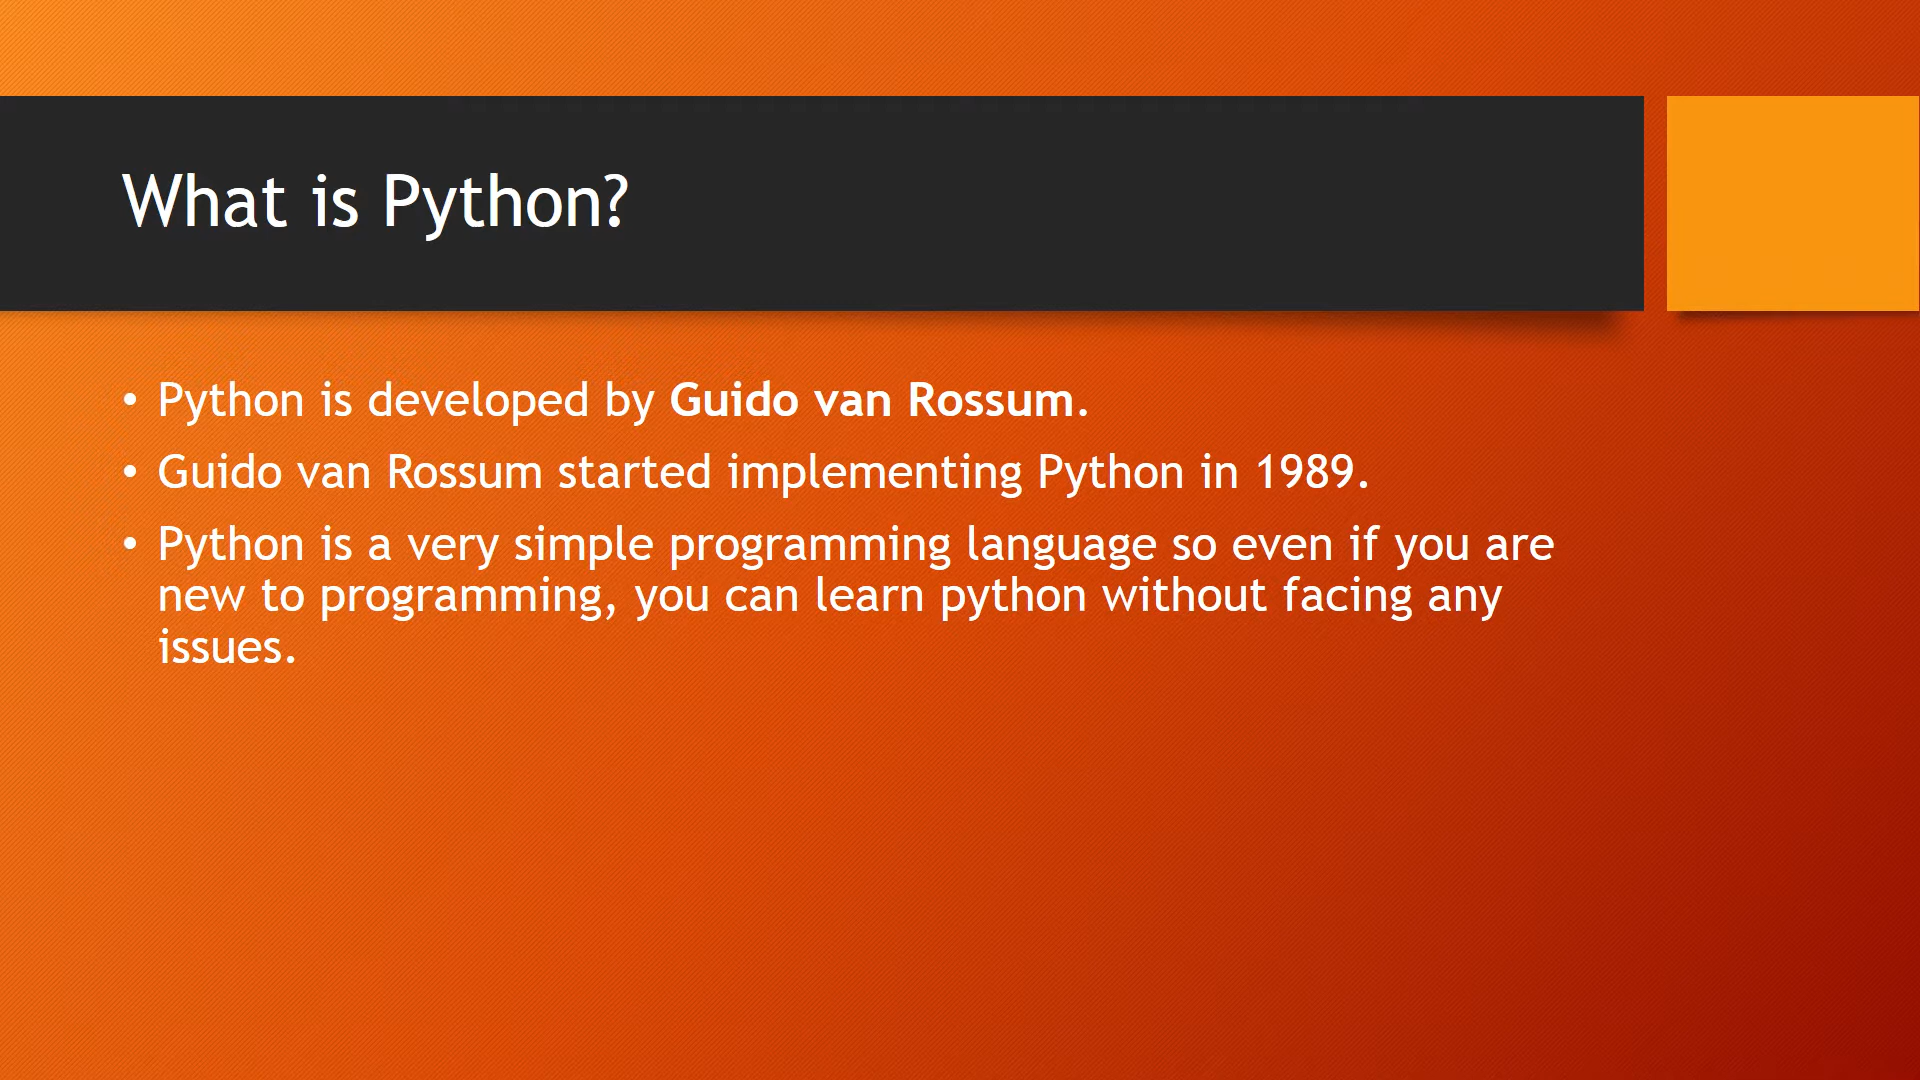 What is Python?
• Python is developed by Guido van Rossum.
• Guido van Rossum started implementing Python in 1989.
• Python is a very simple programming language so even if you are
new to programming, you can learn python without facing any
issues.